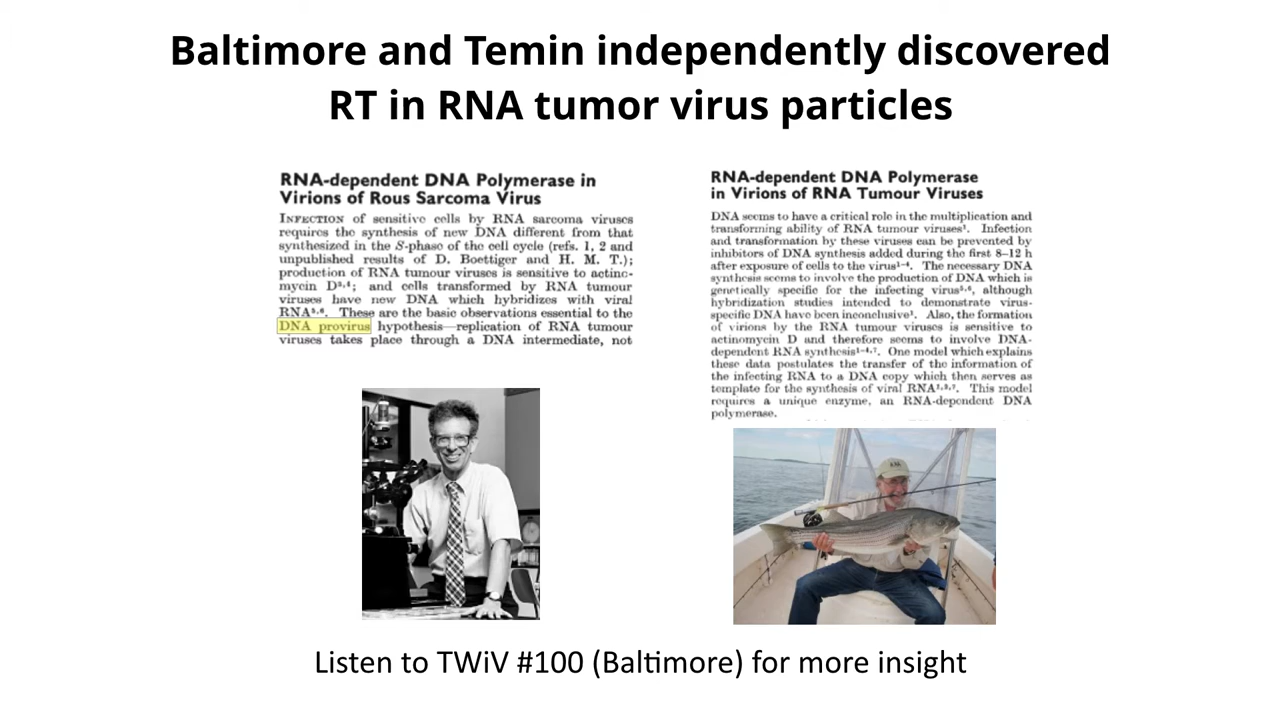 Baltimore and Temin independently discovered
RT in RNA tumor virus particles
RNA-dependent DNA Polymerase in
Virions of Rous Sarcoma Virus
INFECTION of sensitive cells by RNA sarcoma viruses
requires the synthesis of new DNA different from that
synthesized in the S-phase of the cell cycle (refs. 1, 2 and
unpublished results of D. Boettiger and H. M. T.);
production of RNA tumour viruses is sensitive to actino-
mycin D³,⁴; and cells transformed by RNA tumour
viruses have new DNA which hybridizes with viral
RNA⁵,⁶. These are the basic observations essential to the
DNA provirus hypothesis—replication of RNA tumour
viruses takes place through a DNA intermediate, not
RNA-dependent DNA Polymerase
in Virions of RNA Tumour Viruses
DNA seems to have a critical role in the multiplication and
transforming ability of RNA tumour viruses¹. Infection
and transformation by these viruses can be prevented by
inhibitors of DNA synthesis added during the first 8–12 h
after exposure of cells to the virus¹⁻⁴. The necessary DNA
synthesis seems to involve the production of DNA which is
genetically specific for the infecting virus⁵,⁶, although
hybridization studies intended to demonstrate virus-
specific DNA have been inconclusive¹. Also, the formation
of virions by the RNA tumour viruses is sensitive to
actinomycin D and therefore seems to involve DNA-
dependent RNA synthesis¹⁻⁴,⁷. One model which explains
these data postulates the transfer of the information of
the infecting RNA to a DNA copy which then serves as
template for the synthesis of viral RNA¹,²,⁷. This model
requires a unique enzyme, an RNA-dependent DNA
polymerase.
Listen to TWiV #100 (Baltimore) for more insight